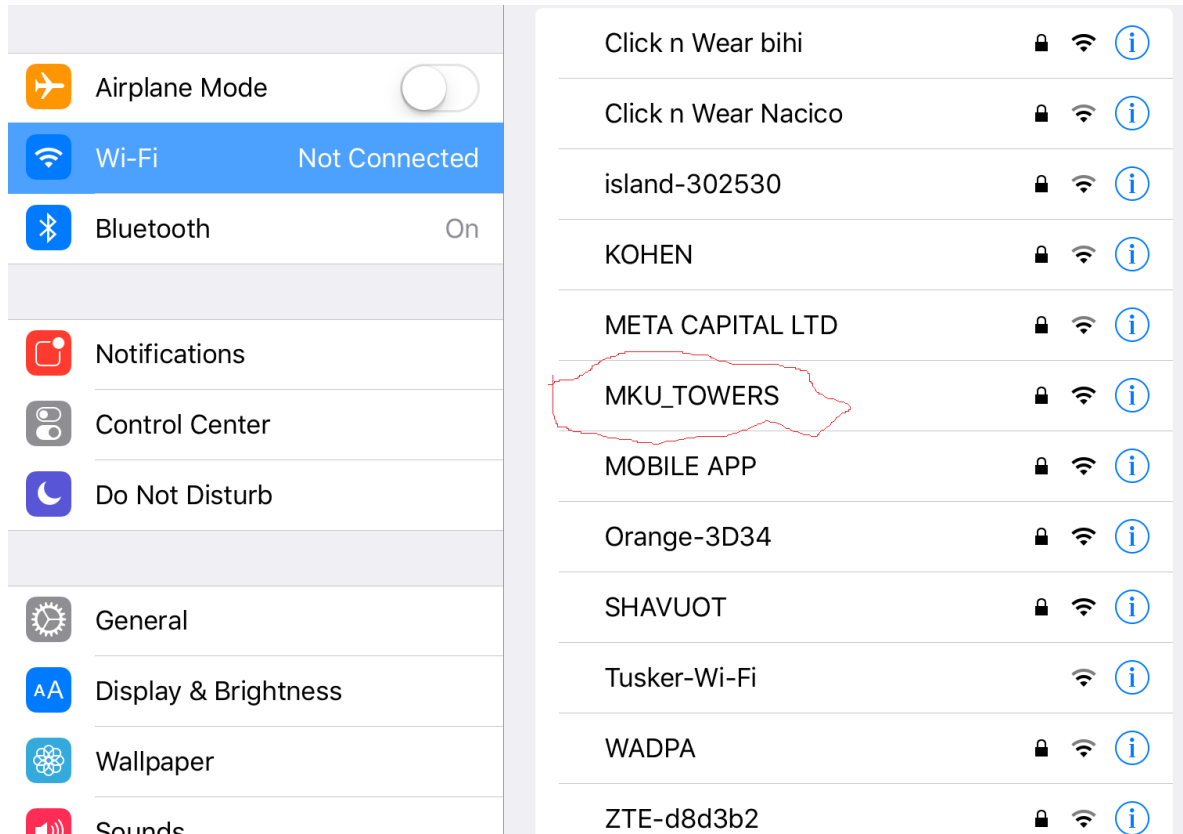 Airplane Mode
Wi-Fi Not Connected
Bluetooth On
Notifications
Control Center
Do Not Disturb
General
AA Display & Brightness
Wallpaper
Sounds
Click n Wear bihi
Click n Wear Nacico
island-302530
KOHEN
META CAPITAL LTD
MKU_TOWERS
MOBILE APP
Orange-3D34
SHAVUOT
Tusker-Wi-Fi
WADPA
ZTE-d8d3b2